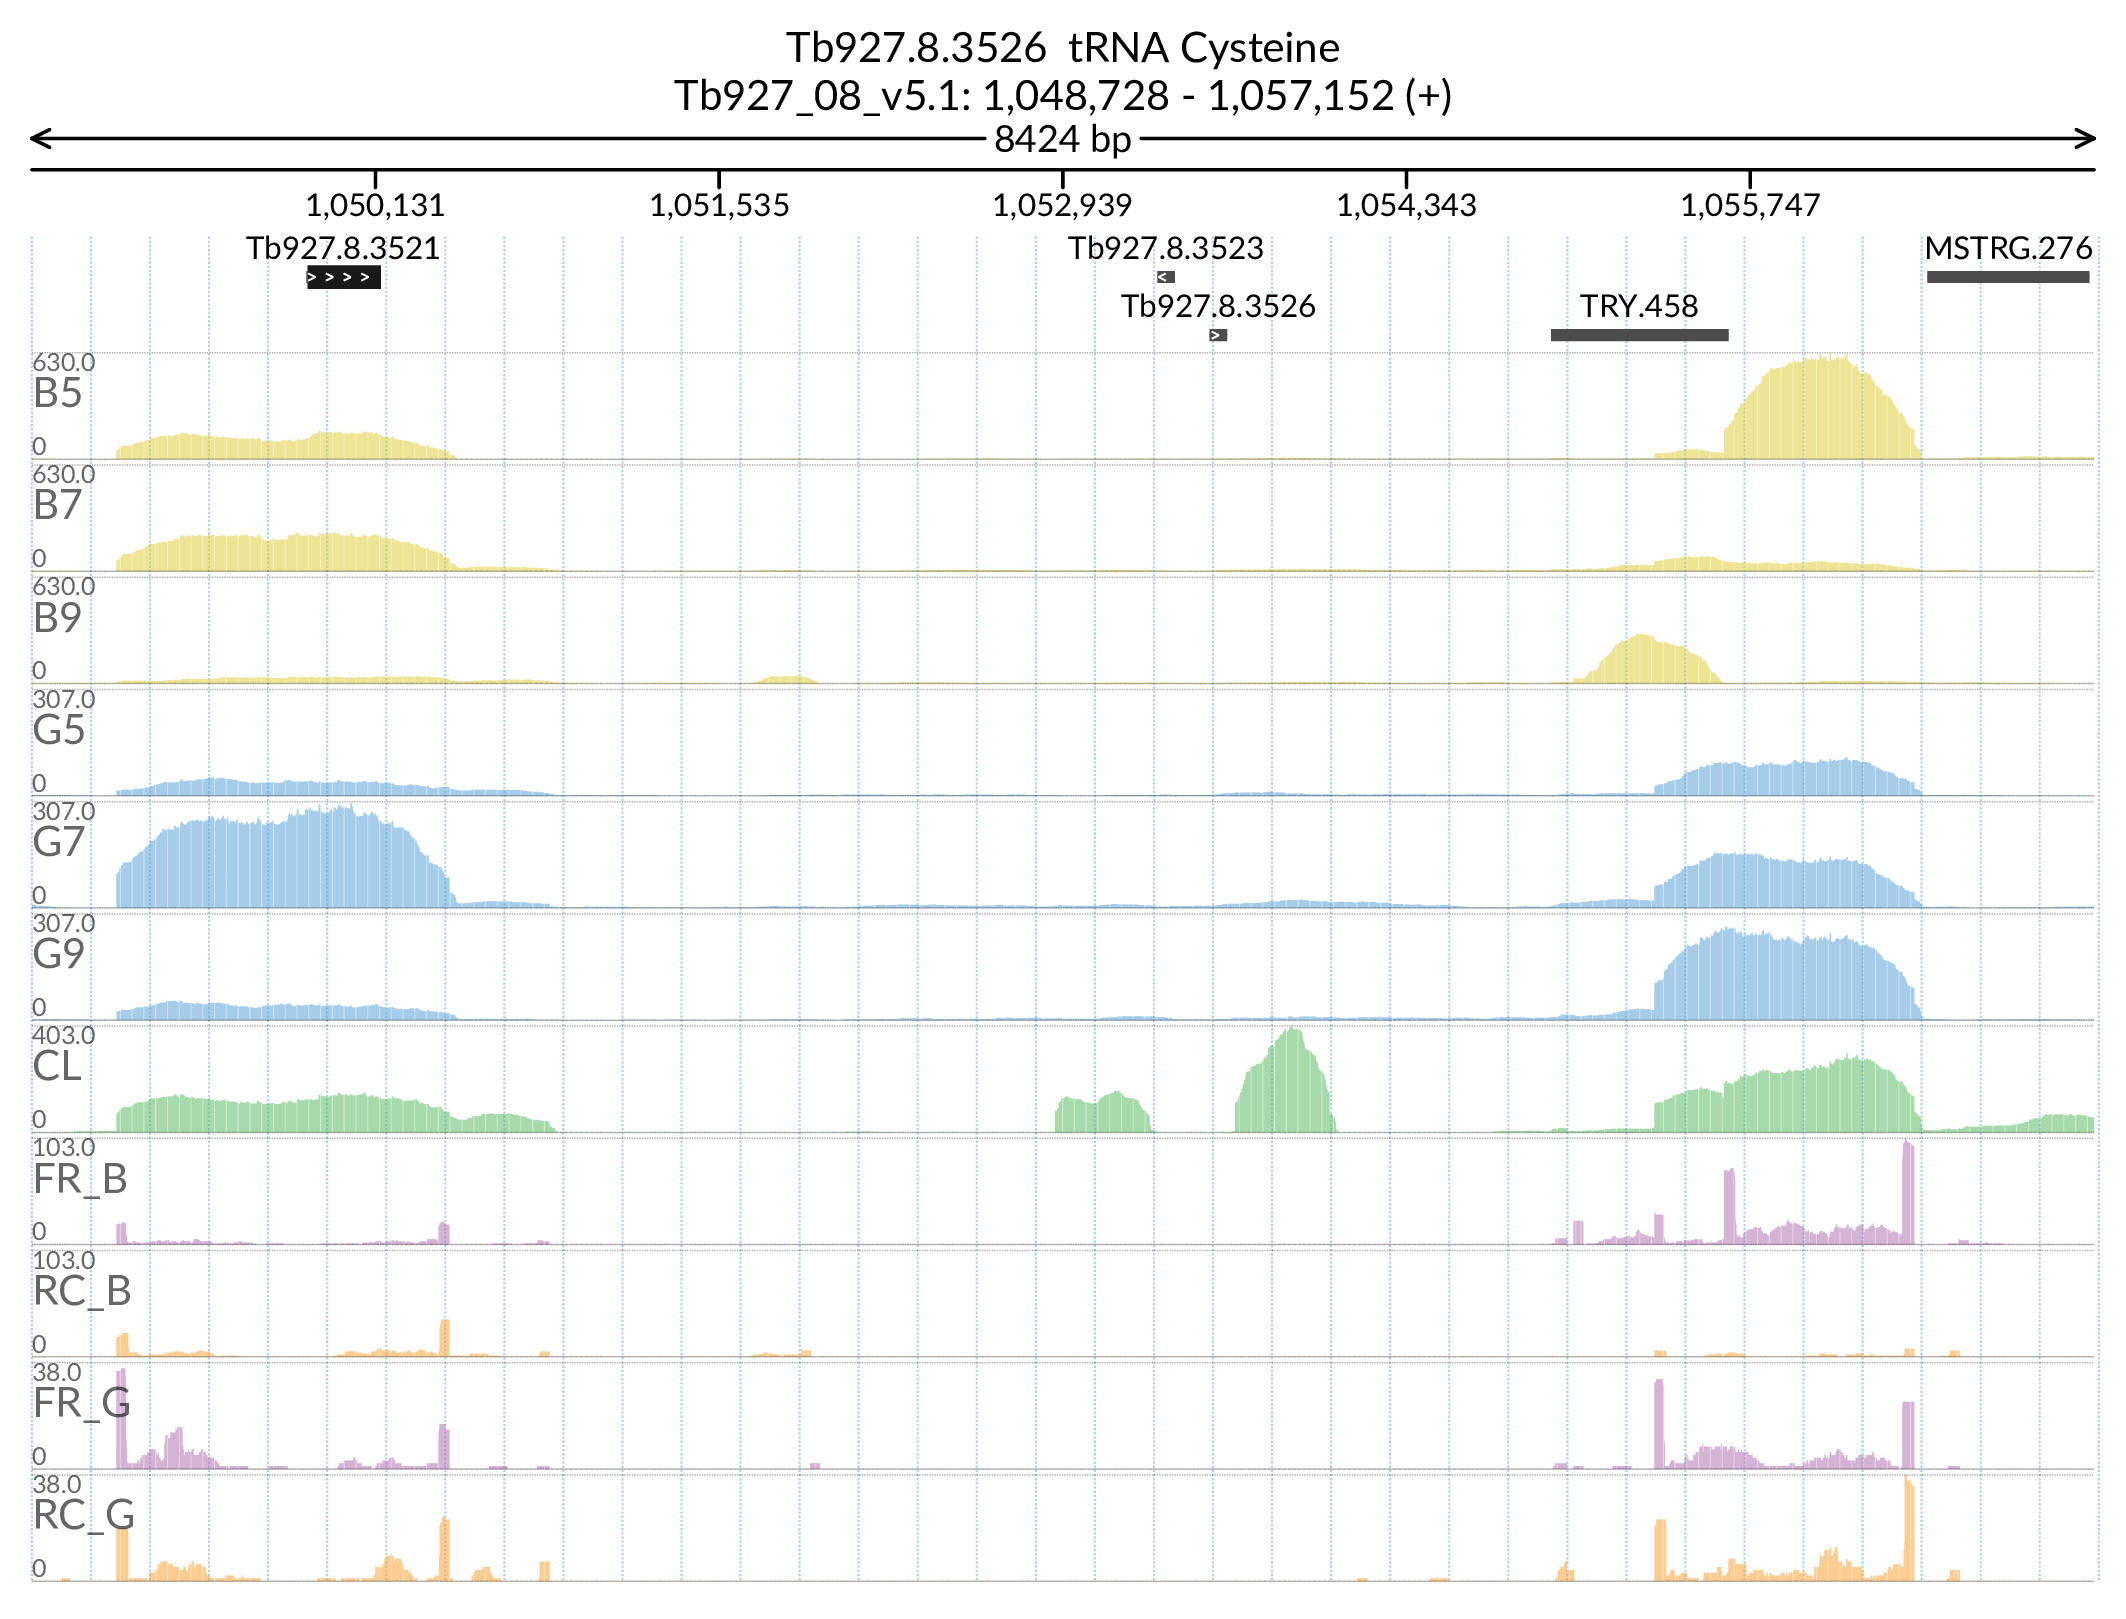 Tb927.8.3526 tRNA Cysteine
Tb927_08_v5.1: 1,048,728 - 1,057,152 (+)
8424 bp
1,050,131 1,051,535 1,052,939 1,054,343 1,055,747
Tb927.8.3521 Tb927.8.3523 MSTRG.276
> > > > <
Tb927.8.3526 TRY.458
>
630.0
B5
0
630.0
B7
0
630.0
B9
0
307.0
G5
0
307.0
G7
0
307.0
G9
0
403.0
CL
0
103.0
FR_B
0
103.0
RC_B
0
38.0
FR_G
0
38.0
RC_G
0